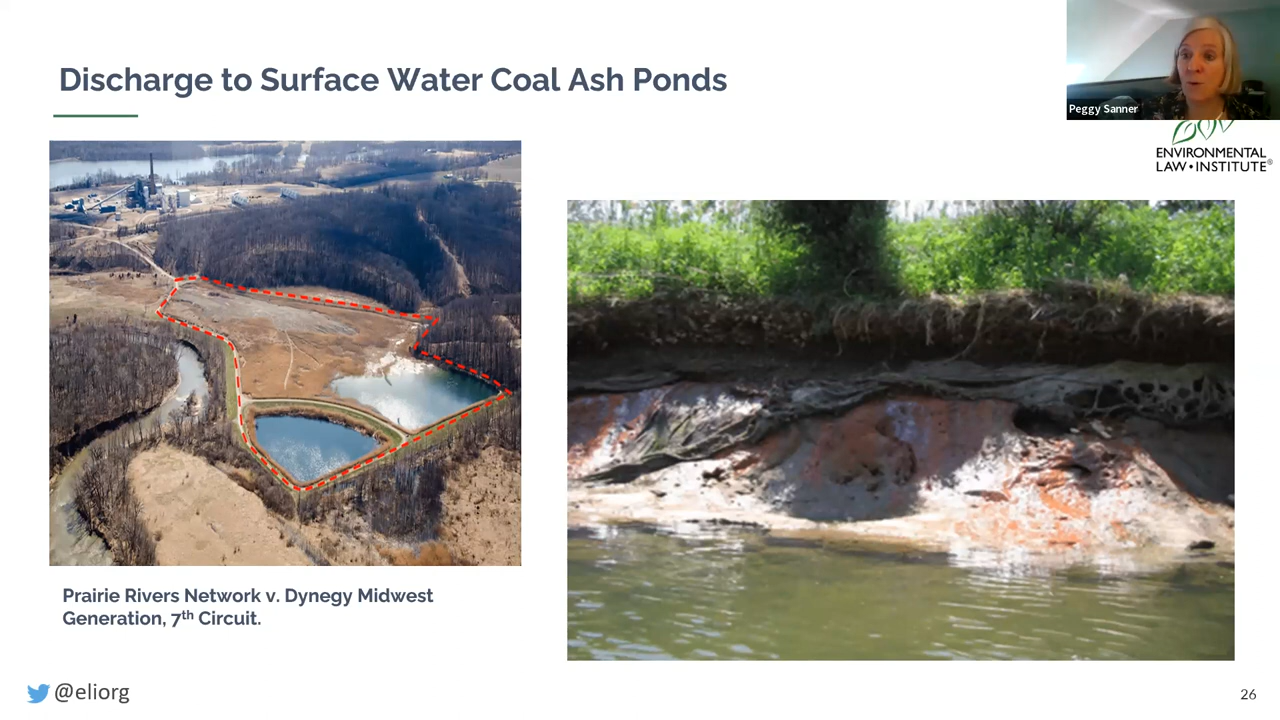 Discharge to Surface Water Coal Ash Ponds
Peggy Sanner
ENVIRONMENTAL
LAW•INSTITUTE®
Prairie Rivers Network v. Dynegy Midwest
Generation, 7th Circuit.
@eliorg
26